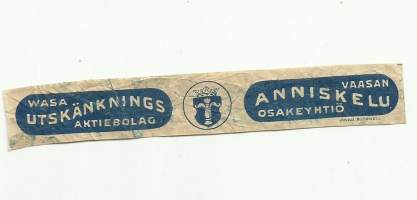 WASA
UTSKÄNKNINGS
AKTIEBOLAG
VAASAN
ANNISKELU
OSAKEYHTIÖ